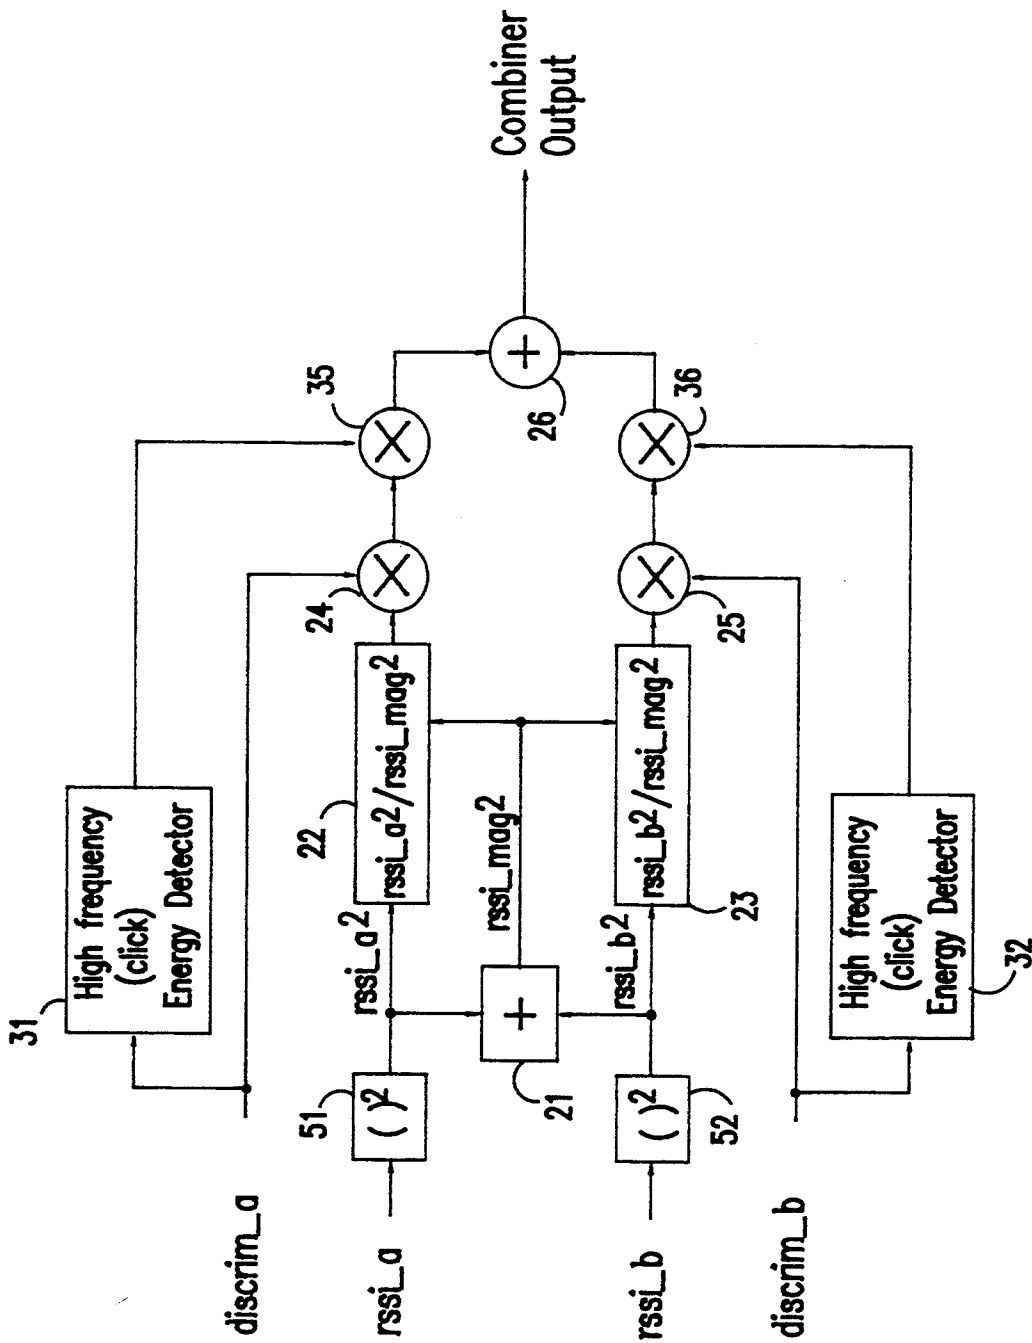 31
High frequency
(click)
Energy Detector
discrim_a
35
24
51
( )²
rssi_a²
22
rssi_a²/rssi_mag²
rssi_a
21
+
rssi_mag²
26
+
Combiner
Output
rssi_b
( )²
52
rssi_b²
rssi_b²/rssi_mag²
23
25
36
discrim_b
High frequency
(click)
Energy Detector
32